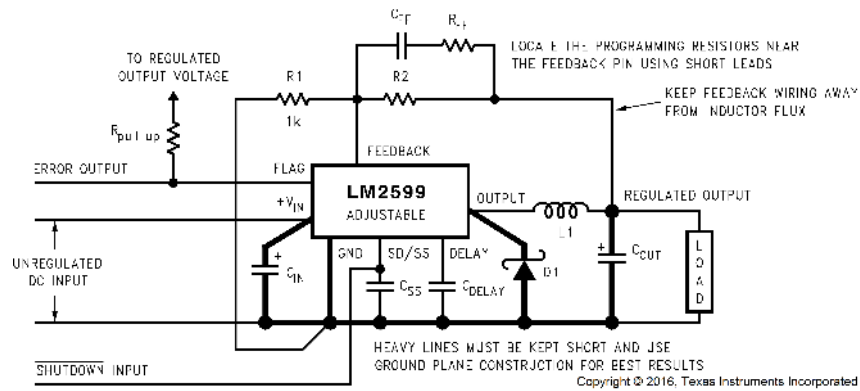 C_FF
R_FF
LOCATE THE PROGRAMMING RESISTORS NEAR
THE FEEDBACK PIN USING SHORT LEADS
TO REGULATED
OUTPUT VOLTAGE
R1
R2
KEEP FEEDBACK WIRING AWAY
FROM INDUCTOR FLUX
1k
R pull up
FEEDBACK
ERROR OUTPUT
FLAG
LM2599
ADJUSTABLE
OUTPUT
REGULATED OUTPUT
+V_IN
L1
GND
SD/SS
DELAY
UNREGULATED
DC INPUT
+
C_IN
C_SS
C_DELAY
D1
+
C_OUT
LOAD
SHUTDOWN INPUT
HEAVY LINES MUST BE KEPT SHORT AND USE
GROUND PLANE CONSTRUCTION FOR BEST RESULTS
Copyright © 2016, Texas Instruments Incorporated